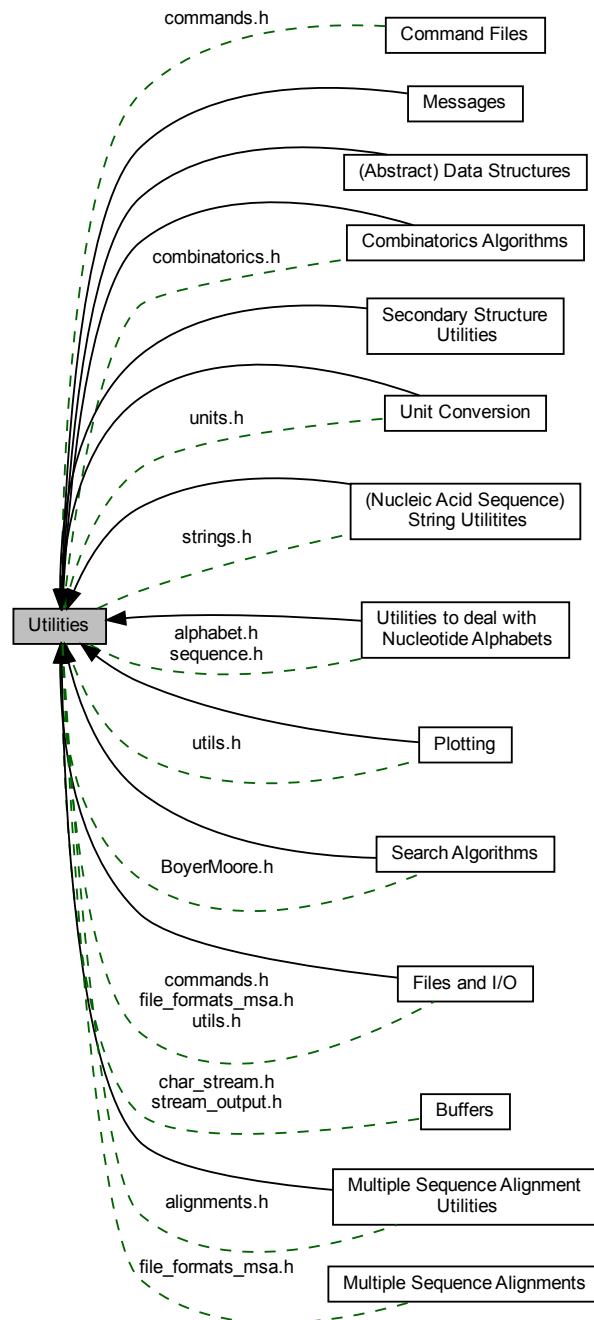 commands.h
Command Files
Messages
(Abstract) Data Structures
combinatorics.h
Combinatorics Algorithms
Secondary Structure
Utilities
units.h
Unit Conversion
(Nucleic Acid Sequence)
String Utilitites
strings.h
Utilities
alphabet.h
sequence.h
Utilities to deal with
Nucleotide Alphabets
utils.h
Plotting
BoyerMoore.h
Search Algorithms
commands.h
file_formats_msa.h
utils.h
Files and I/O
char_stream.h
stream_output.h
Buffers
alignments.h
Multiple Sequence Alignment
Utilities
file_formats_msa.h
Multiple Sequence Alignments